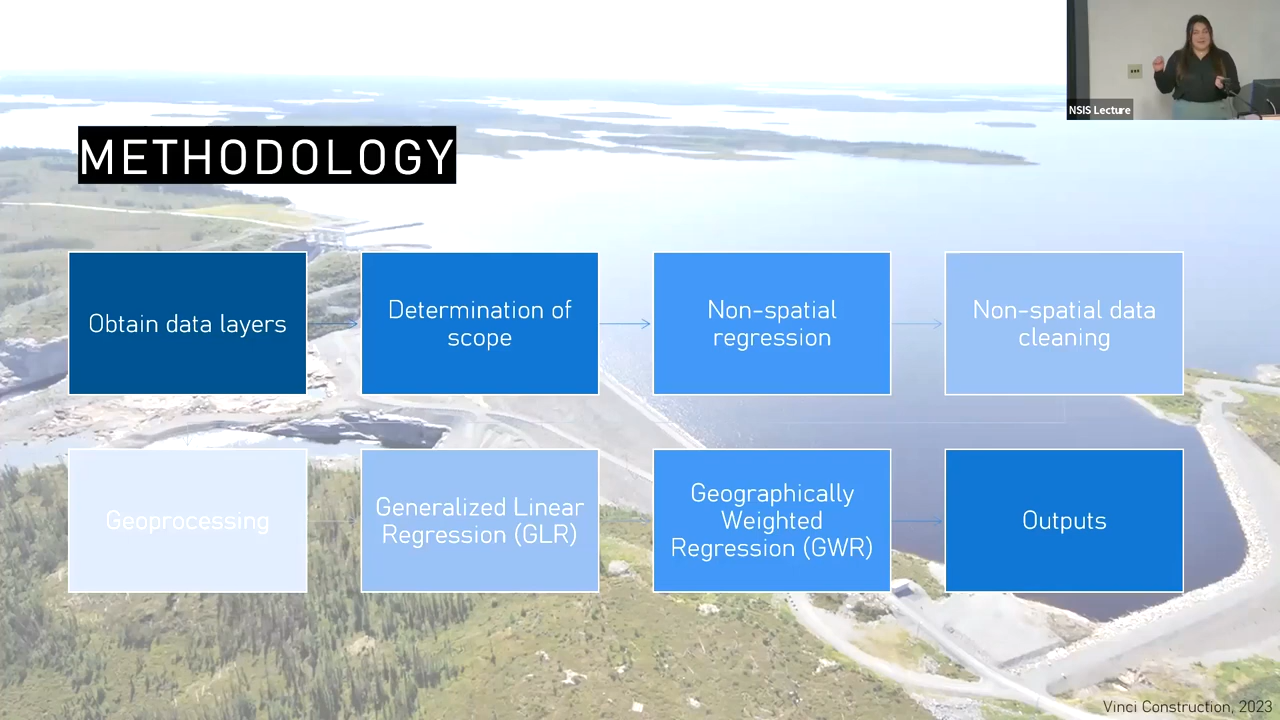 NSIS Lecture
METHODOLOGY
Obtain data layers
Determination of
scope
Non-spatial
regression
Non-spatial data
cleaning
Geoprocessing
Generalized Linear
Regression (GLR)
Geographically
Weighted
Regression (GWR)
Outputs
Vinci Construction, 2023